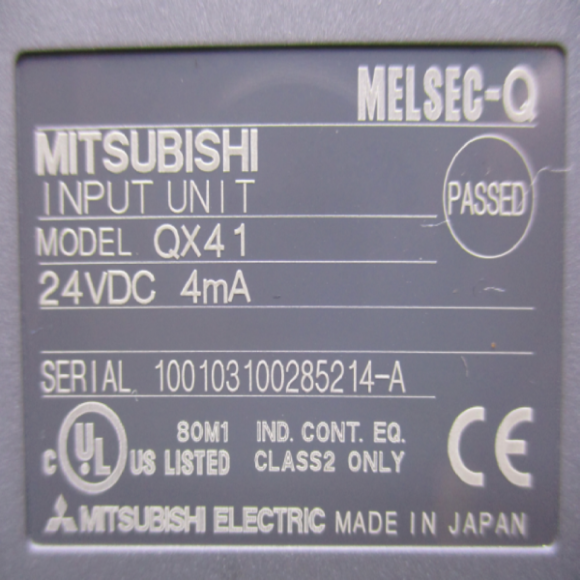 MELSEC-Q
MITSUBISHI
INPUT UNIT
PASSED
MODEL QX41
24VDC 4mA
SERIAL 100103100285214-A
80M1 IND. CONT. EQ.
C UL US LISTED CLASS2 ONLY
CE
MITSUBISHI ELECTRIC MADE IN JAPAN